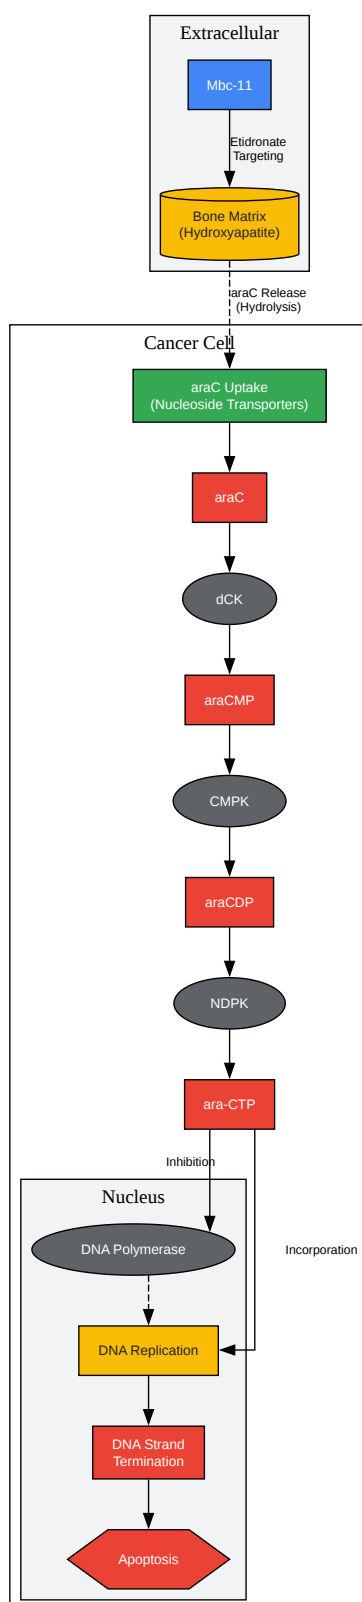 Extracellular
Mbc-11
Etidronate
Targeting
Bone Matrix
(Hydroxyapatite)
araC Release
(Hydrolysis)
Cancer Cell
araC Uptake
(Nucleoside Transporters)
araC
dCK
araCMP
CMPK
araCDP
NDPK
ara-CTP
Inhibition
Nucleus
DNA Polymerase
Incorporation
DNA Replication
DNA Strand
Termination
Apoptosis